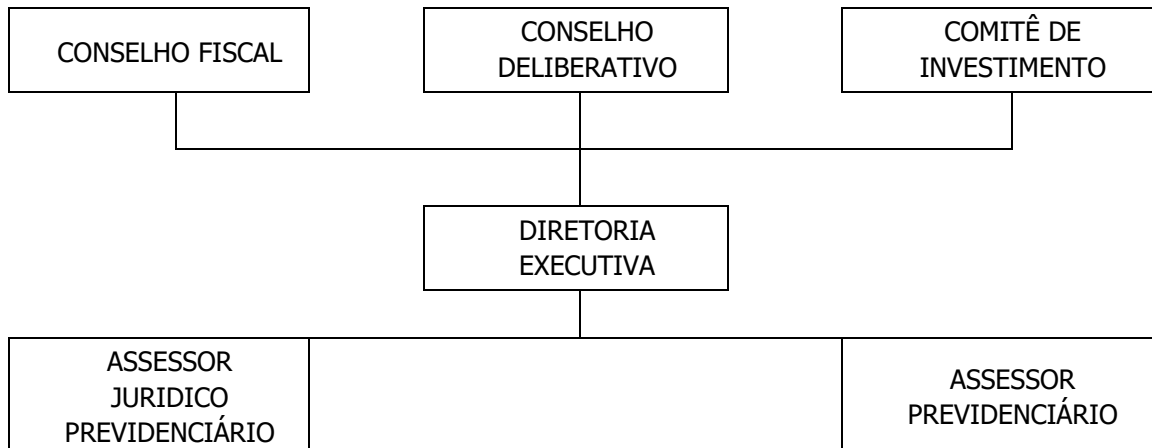 CONSELHO FISCAL
CONSELHO
DELIBERATIVO
COMITÊ DE
INVESTIMENTO
DIRETORIA
EXECUTIVA
ASSESSOR
JURIDICO
PREVIDENCIÁRIO
ASSESSOR
PREVIDENCIÁRIO